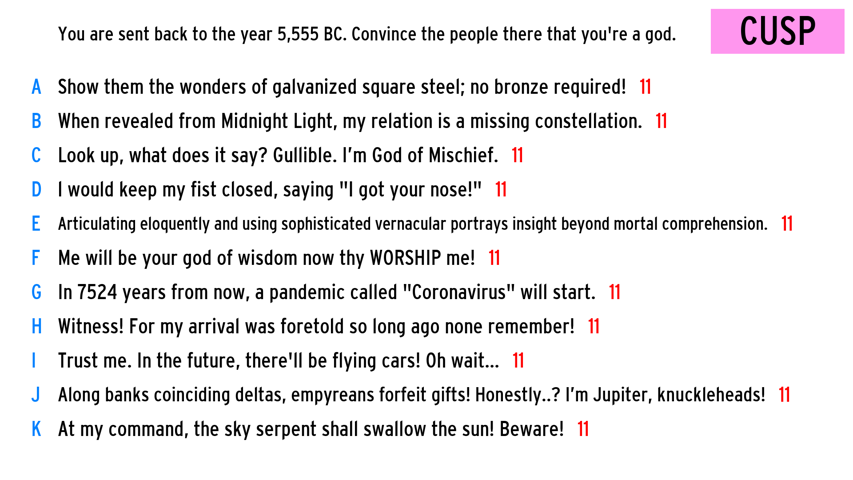 You are sent back to the year 5,555 BC. Convince the people there that you're a god.
CUSP
A Show them the wonders of galvanized square steel; no bronze required! 11
B When revealed from Midnight Light, my relation is a missing constellation. 11
C Look up, what does it say? Gullible. I'm God of Mischief. 11
D I would keep my fist closed, saying "I got your nose!" 11
E Articulating eloquently and using sophisticated vernacular portrays insight beyond mortal comprehension. 11
F Me will be your god of wisdom now thy WORSHIP me! 11
G In 7524 years from now, a pandemic called "Coronavirus" will start. 11
H Witness! For my arrival was foretold so long ago none remember! 11
I Trust me. In the future, there'll be flying cars! Oh wait... 11
J Along banks coinciding deltas, empyreans forfeit gifts! Honestly..? I'm Jupiter, knuckleheads! 11
K At my command, the sky serpent shall swallow the sun! Beware! 11